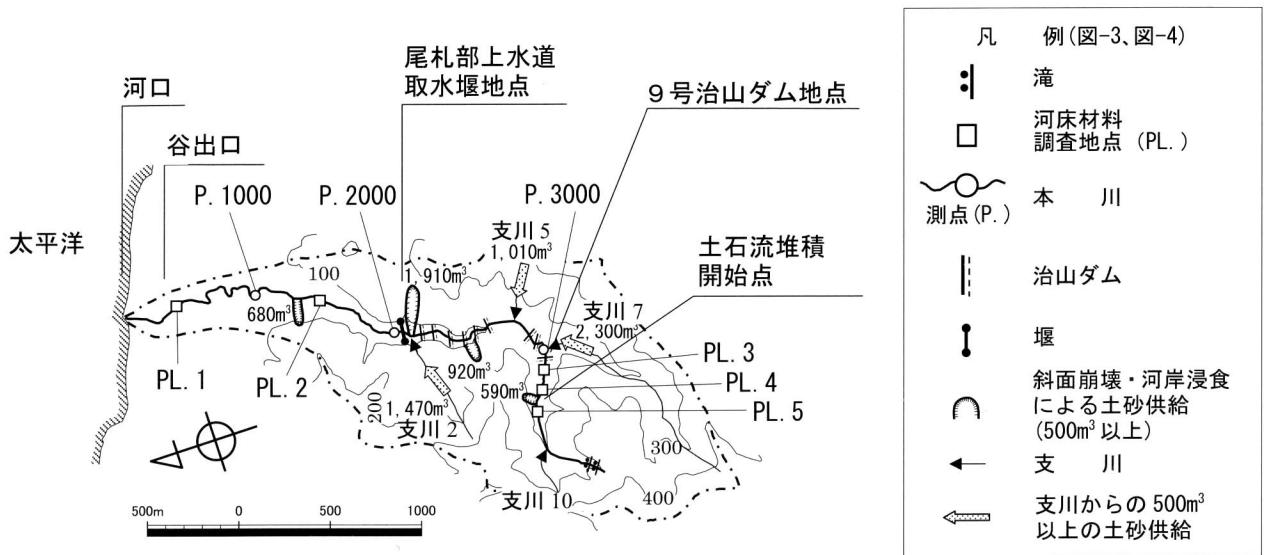 尾札部上水道
取水堰地点
河口
9号治山ダム地点
谷出口
P.1000
P.2000
P.3000
太平洋
支川 5
1,010m³
土石流堆積
開始点
100
1,910m³
支川 7
2,300m³
680m³
PL.3
PL.1
PL.2
920m³
PL.4
590m³
200
1,470m³
PL.5
支川 2
300
支川 10
400
500m 0 500 1000
凡 例(図-3、図-4)
滝
河床材料
調査地点 (PL.)
本 川
測点(P.)
治山ダム
堰
斜面崩壊・河岸浸食
による土砂供給
(500m³以上)
支 川
支川からの 500m³
以上の土砂供給